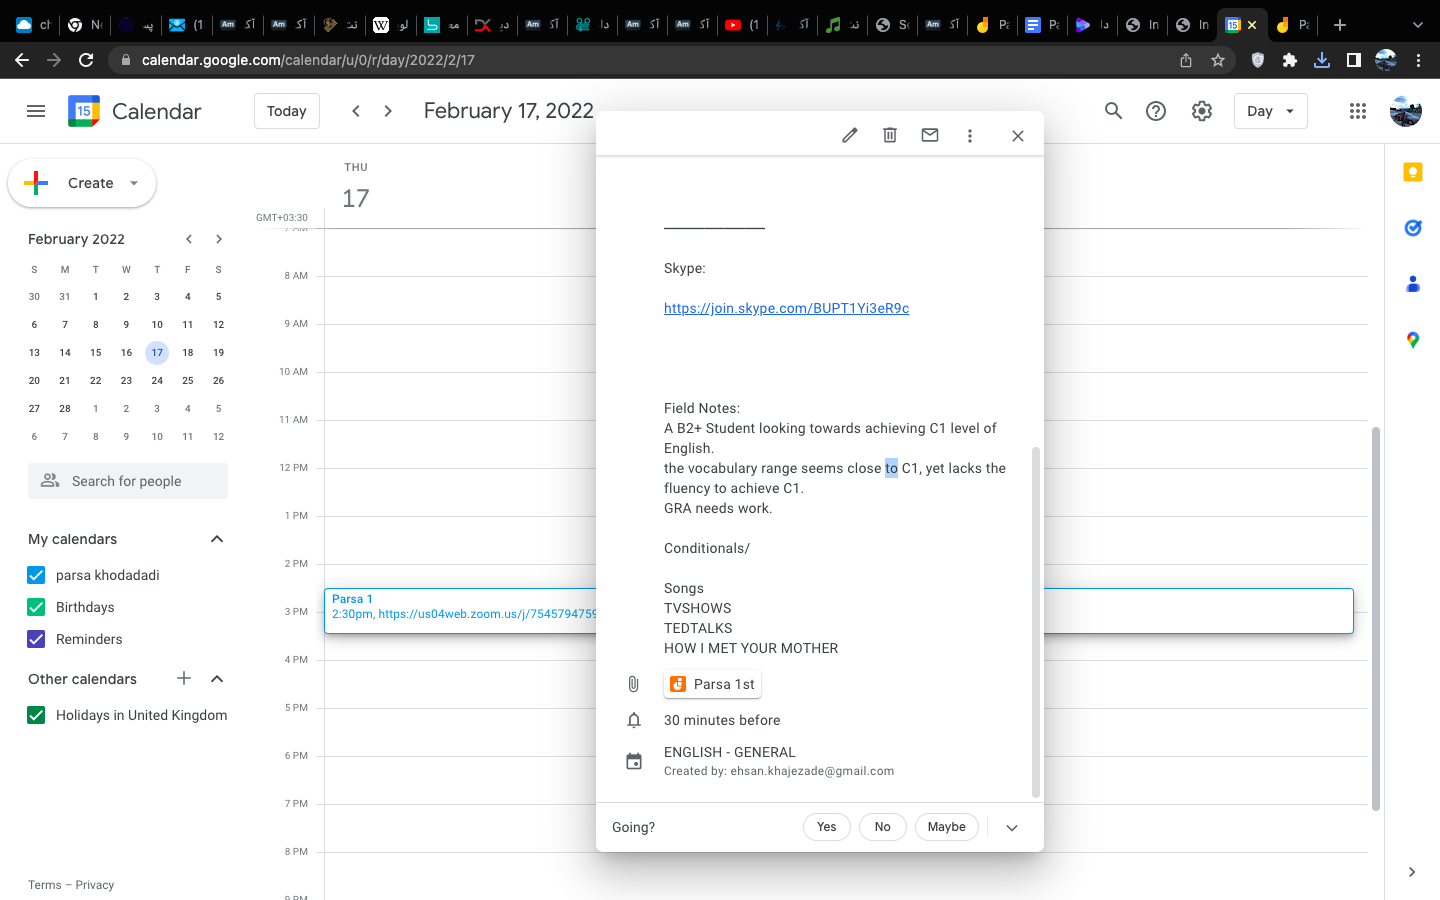 calendar.google.com/calendar/u/0/r/day/2022/2/17
15
Calendar
Today
February 17, 2022
Day
Create
THU
17
GMT+03:30
February 2022
S M T W T F S
30 31 1 2 3 4 5
6 7 8 9 10 11 12
13 14 15 16 17 18 19
20 21 22 23 24 25 26
27 28 1 2 3 4 5
6 7 8 9 10 11 12
Search for people
My calendars
parsa khodadadi
Birthdays
Reminders
Other calendars
Holidays in United Kingdom
Terms – Privacy
8 AM
9 AM
10 AM
11 AM
12 PM
1 PM
2 PM
3 PM
4 PM
5 PM
6 PM
7 PM
8 PM
Parsa 1
2:30pm, https://us04web.zoom.us/j/754579475
Skype:
https://join.skype.com/BUPT1Yi3eR9c
Field Notes:
A B2+ Student looking towards achieving C1 level of
English.
the vocabulary range seems close to C1, yet lacks the
fluency to achieve C1.
GRA needs work.
Conditionals/
Songs
TVSHOWS
TEDTALKS
HOW I MET YOUR MOTHER
Parsa 1st
30 minutes before
ENGLISH - GENERAL
Created by: ehsan.khajezade@gmail.com
Going?
Yes
No
Maybe